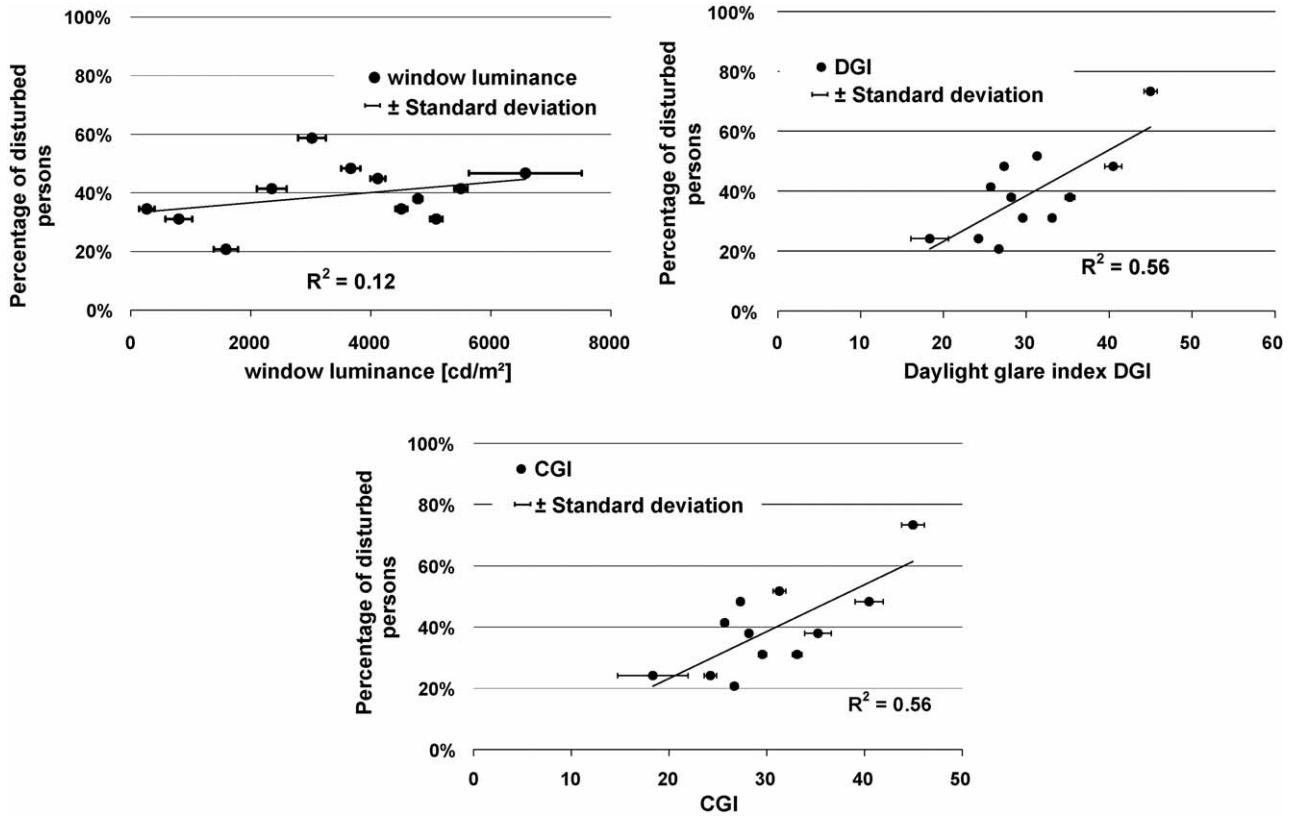 100%
80%
60%
40%
20%
0%
Percentage of disturbed
persons
window luminance
± Standard deviation
R² = 0.12
0 2000 4000 6000 8000
window luminance [cd/m²]
100%
80%
60%
40%
20%
0%
Percentage of disturbed
persons
DGI
± Standard deviation
R² = 0.56
0 10 20 30 40 50 60
Daylight glare index DGI
100%
80%
60%
40%
20%
0%
Percentage of disturbed
persons
CGI
± Standard deviation
R² = 0.56
0 10 20 30 40 50
CGI